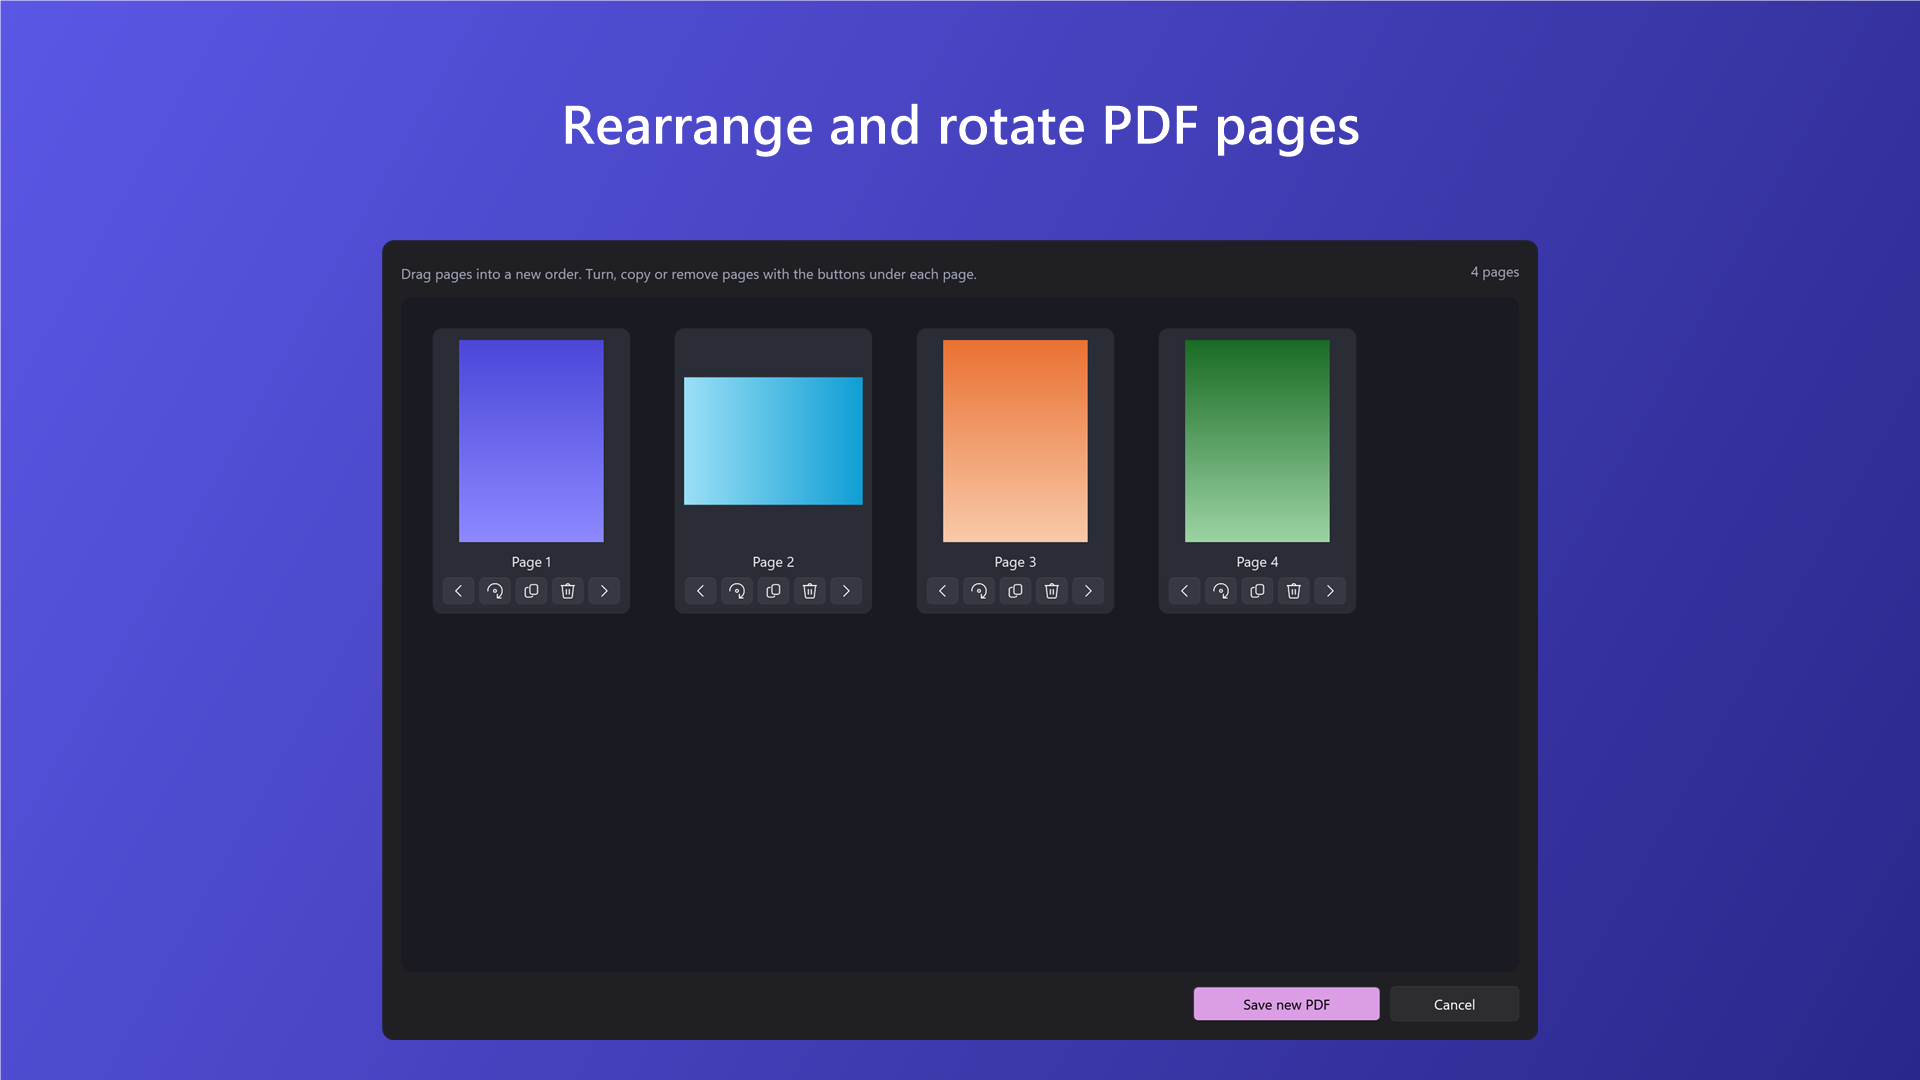 Rearrange and rotate PDF pages
Drag pages into a new order. Turn, copy or remove pages with the buttons under each page.
4 pages
Page 1
Page 2
Page 3
Page 4
Save new PDF
Cancel